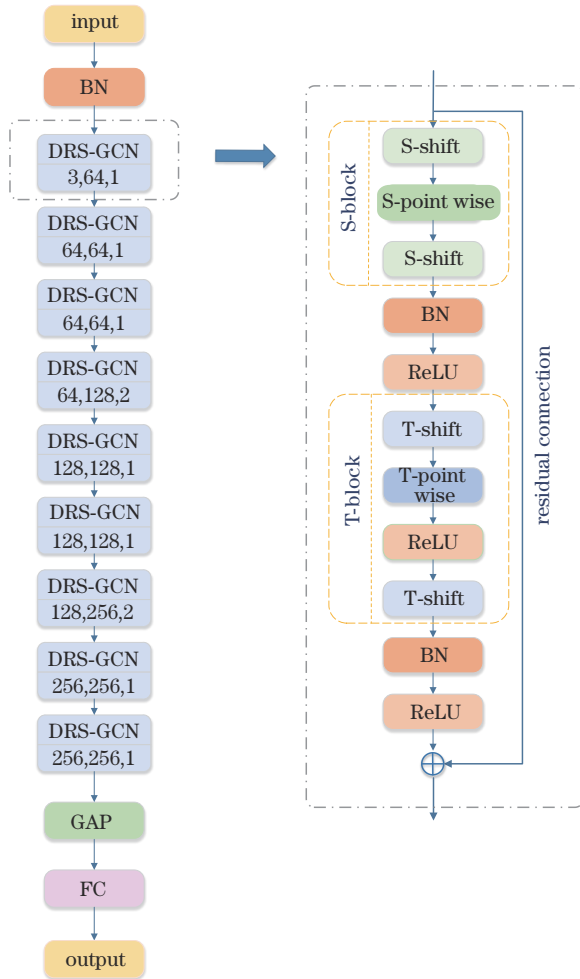 input
BN
DRS-GCN
3,64,1
DRS-GCN
64,64,1
DRS-GCN
64,64,1
DRS-GCN
64,128,2
DRS-GCN
128,128,1
DRS-GCN
128,128,1
DRS-GCN
128,256,2
DRS-GCN
256,256,1
DRS-GCN
256,256,1
GAP
FC
output
S-block
S-shift
S-point wise
S-shift
BN
ReLU
T-block
T-shift
T-point
wise
ReLU
T-shift
BN
ReLU
residual connection